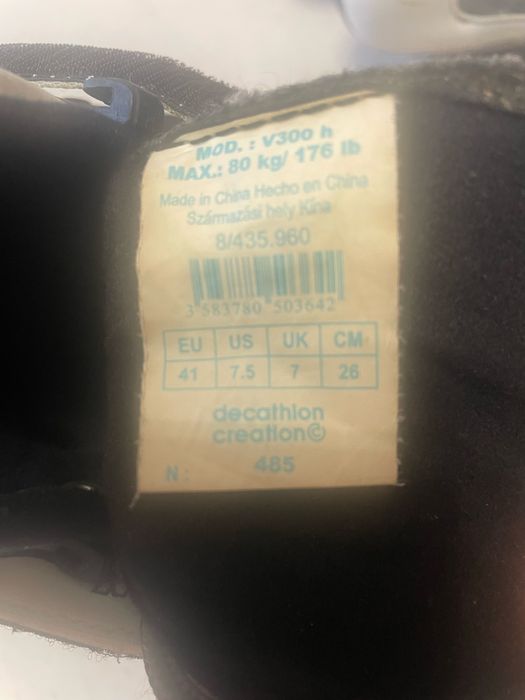 MOD. : V300 h
MAX.: 80 kg/ 176 lb
Made in China Hecho en China
Származási hely Kína
8/435.960
3 583780 503642
EU US UK CM
41 7.5 7 26
decathlon
creation©
N : 485